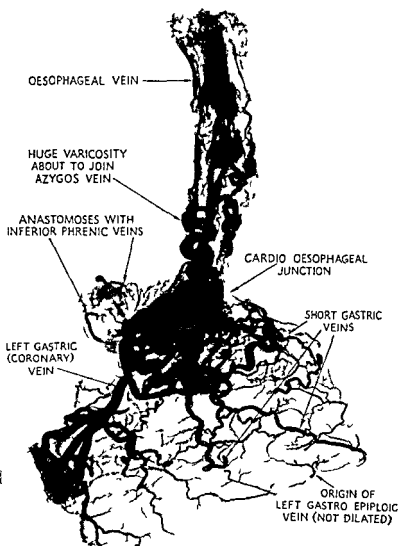 OESOPHAGEAL VEIN
HUGE VARICOSITY
ABOUT TO JOIN
AZYGOS VEIN
ANASTOMOSES WITH
INFERIOR PHRENIC VEINS
CARDIO OESOPHAGEAL
JUNCTION
SHORT GASTRIC
VEINS
LEFT GASTRIC
(CORONARY)
VEIN
ORIGIN OF
LEFT GASTRO EPIPLOIC
VEIN (NOT DILATED)